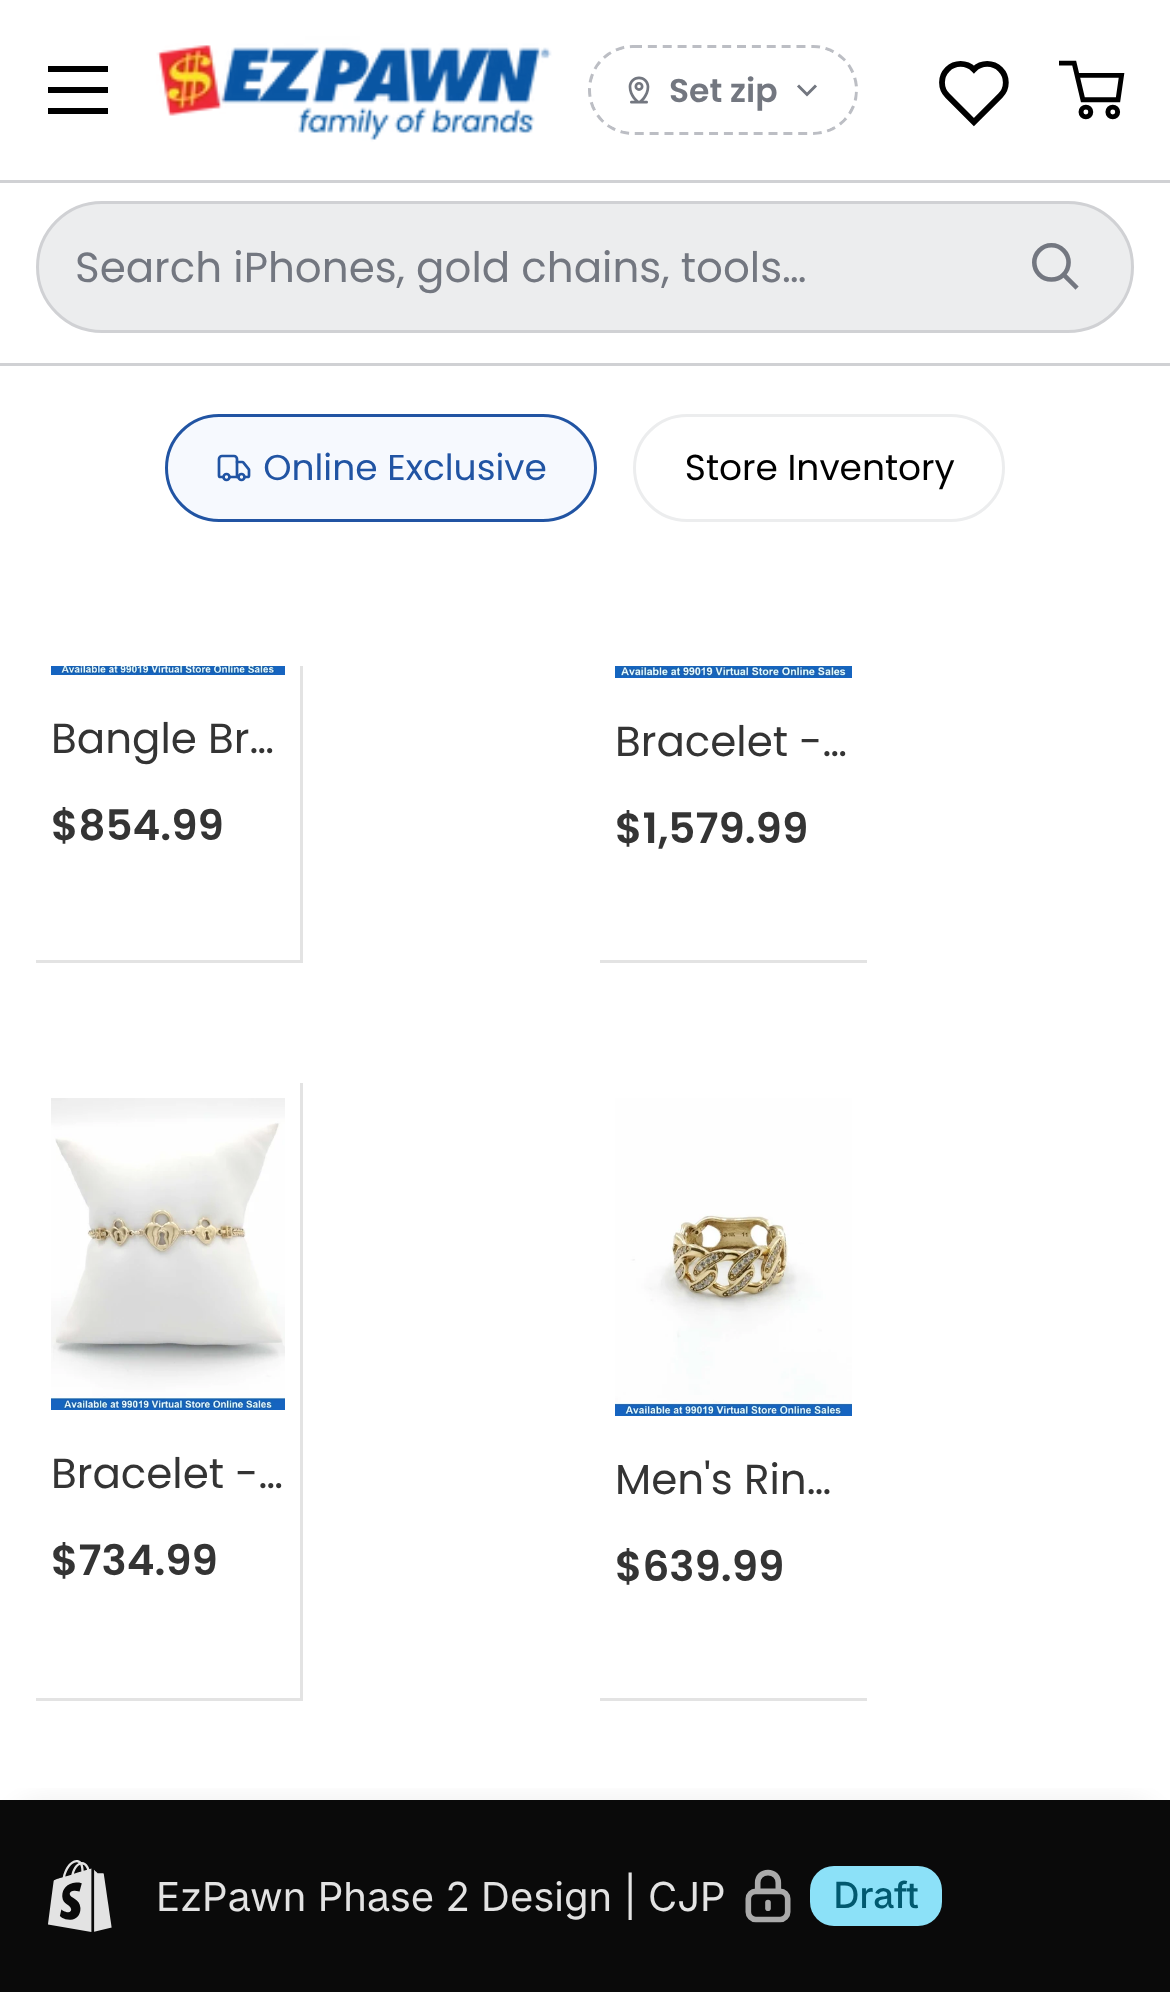 $EZPAWN®
family of brands
Set zip
Search iPhones, gold chains, tools...
Online Exclusive
Store Inventory
Available at 99019 Virtual Store Online Sales
Available at 99019 Virtual Store Online Sales
Bangle Br...
Bracelet -...
$854.99
$1,579.99
Available at 99019 Virtual Store Online Sales
Available at 99019 Virtual Store Online Sales
Bracelet -...
Men's Rin...
$734.99
$639.99
EzPawn Phase 2 Design | CJP
Draft